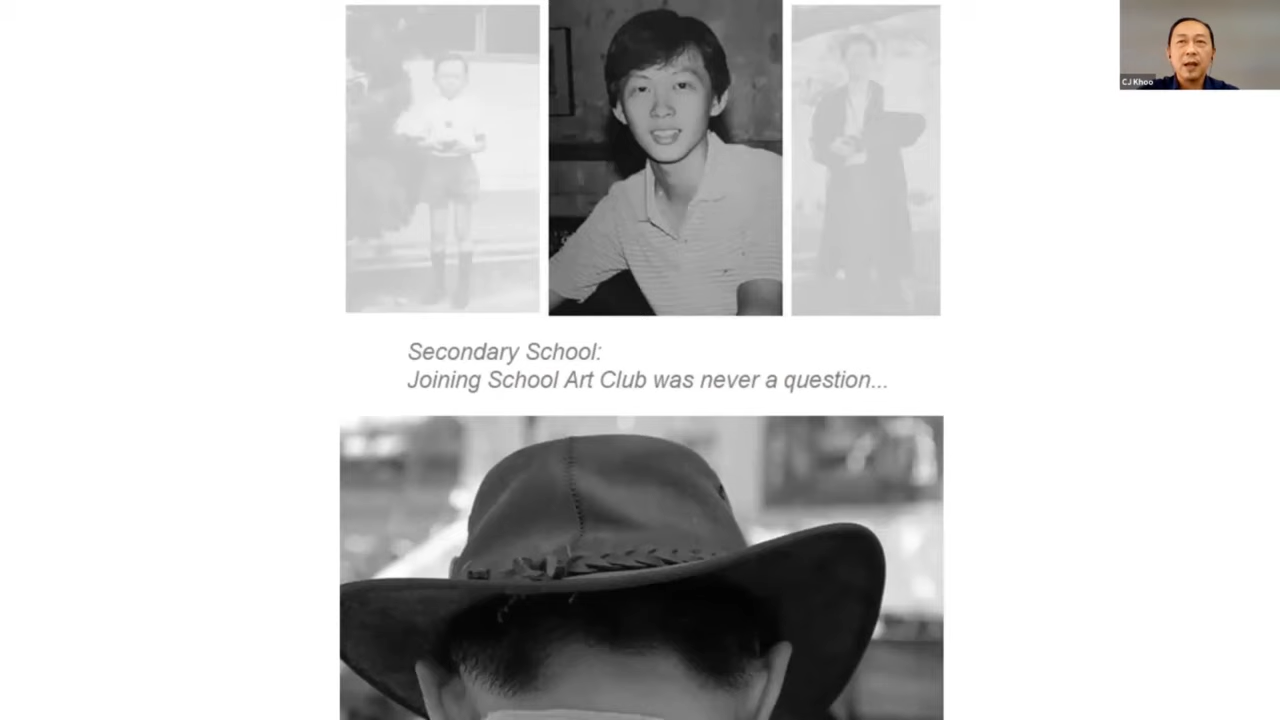 CJ Khoo
Secondary School:
Joining School Art Club was never a question...